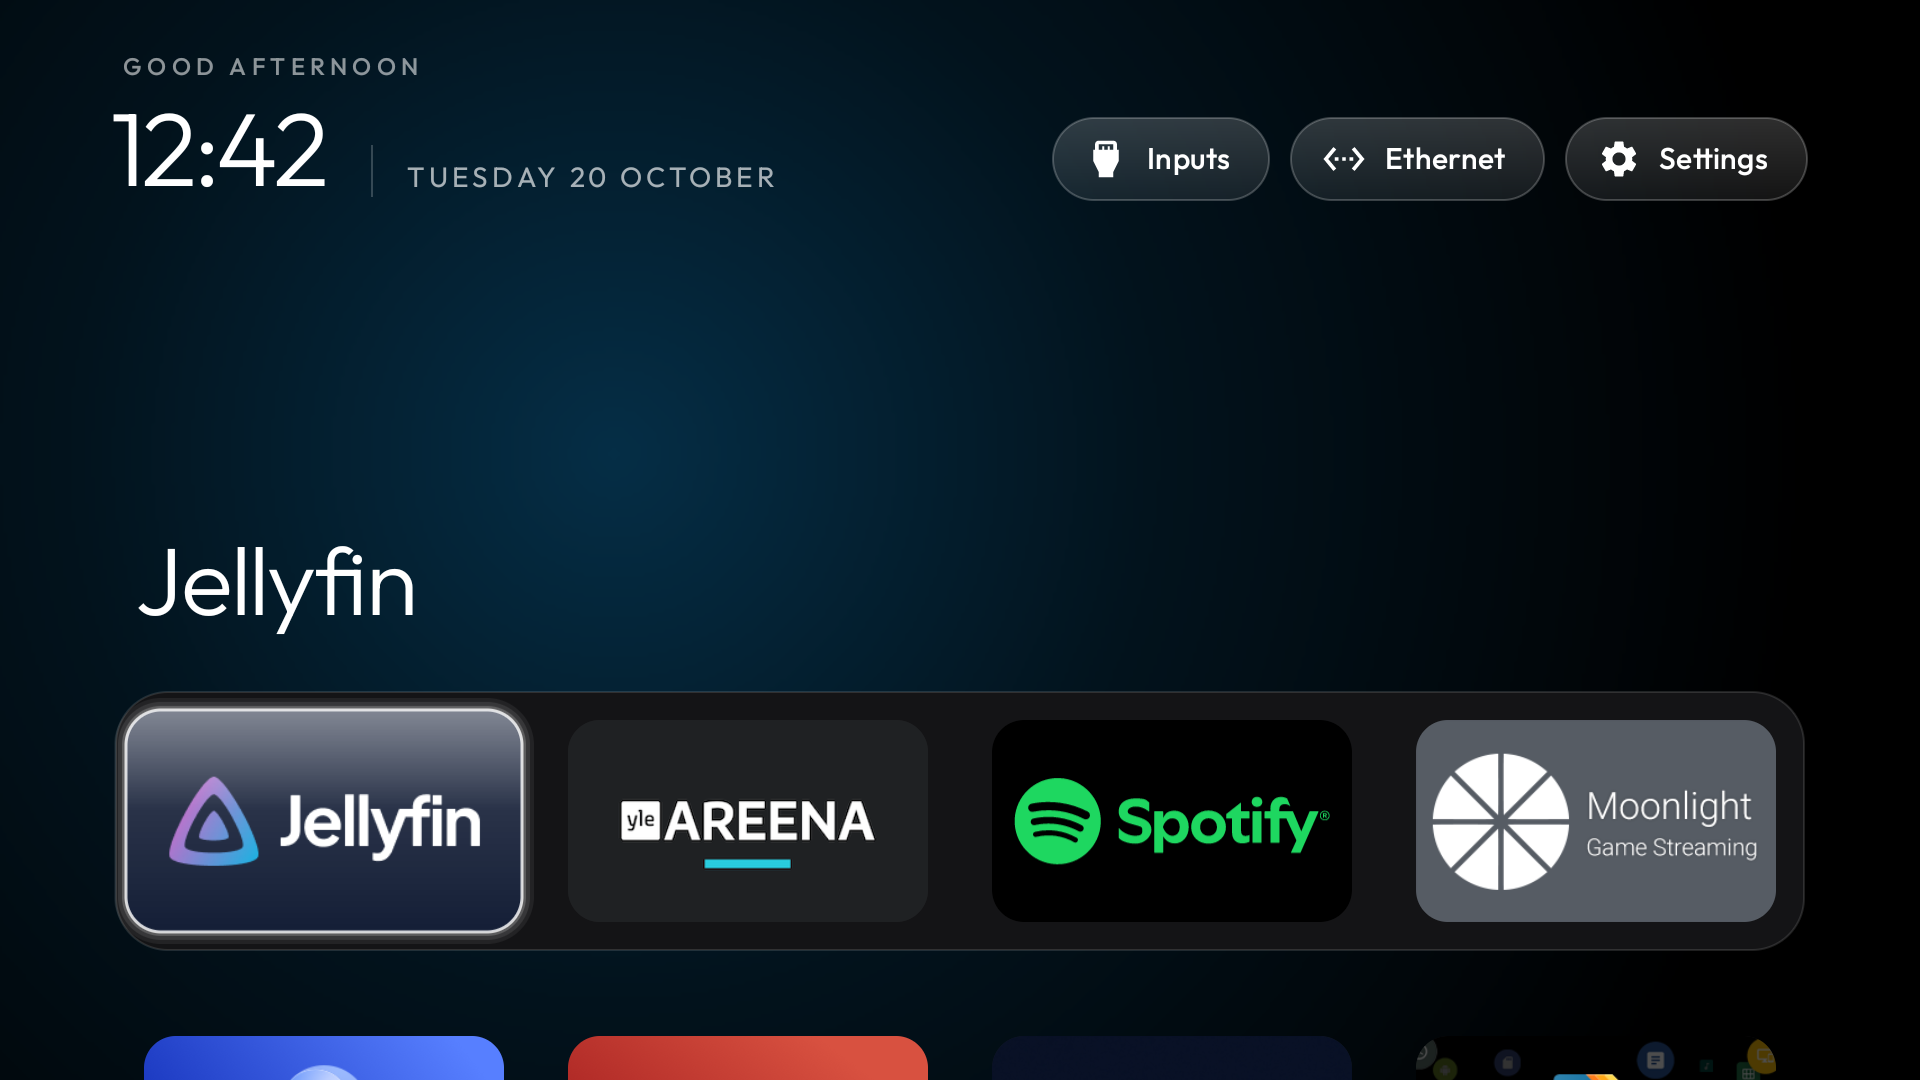 GOOD AFTERNOON
12:42
TUESDAY 20 OCTOBER
Inputs
Ethernet
Settings
Jellyfin
Jellyfin
yle AREENA
Spotify®
Moonlight
Game Streaming